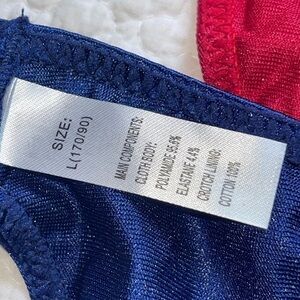 SIZE:
L(170/90)
MAIN COMPONENTS:
CLOTH BODY:
POLYAMIDE 95.6%
ELASTANE 4.4%
CROTCH LINING:
COTTON 100%